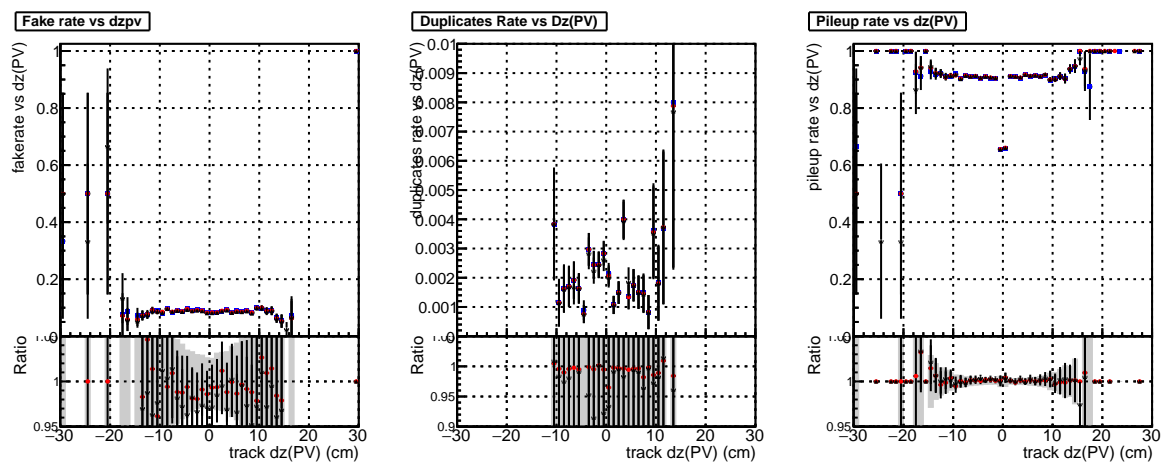 Fake rate vs dzpv
fakerate vs dz(PV)
1
0.8
0.6
0.4
0.2
0
Ratio
1
0.95
−30 −20 −10 0 10 20 30
track dz(PV) (cm)
Duplicates Rate vs Dz(PV)
duplicates rate vs dz(PV)
0.01
0.009
0.008
0.007
0.006
0.005
0.004
0.003
0.002
0.001
0
Ratio
1
0.95
0.9
−30 −20 −10 0 10 20 30
track dz(PV) (cm)
Pileup rate vs dz(PV)
pileup rate vs dz(PV)
1
0.8
0.6
0.4
0.2
0
Ratio
1
0.95
−30 −20 −10 0 10 20 30
track dz(PV) (cm)